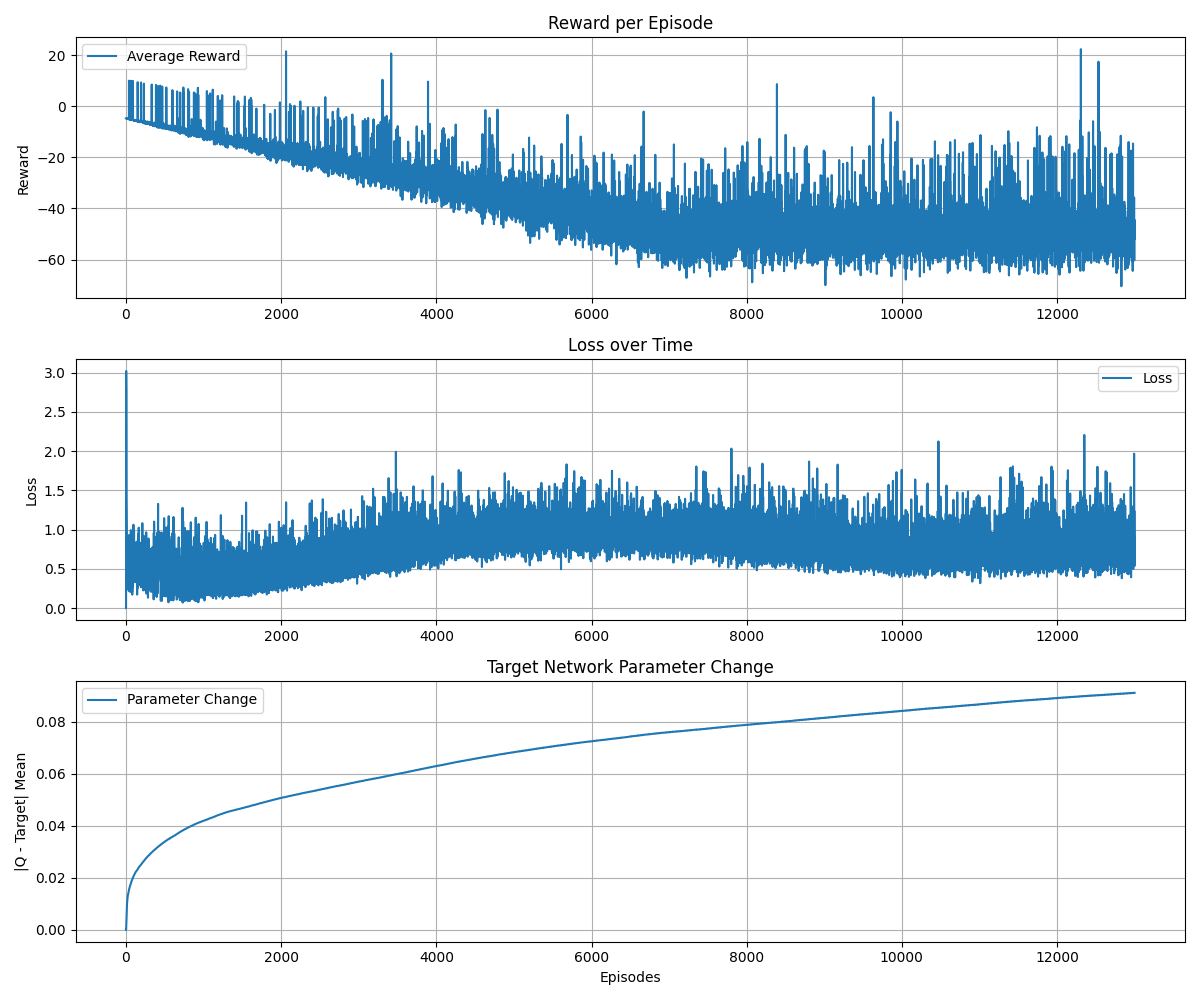 Reward per Episode
Average Reward
Reward
20
0
−20
−40
−60
0 2000 4000 6000 8000 10000 12000
Loss over Time
Loss
Loss
3.0
2.5
2.0
1.5
1.0
0.5
0.0
0 2000 4000 6000 8000 10000 12000
Target Network Parameter Change
Parameter Change
|Q - Target| Mean
0.08
0.06
0.04
0.02
0.00
0 2000 4000 6000 8000 10000 12000
Episodes